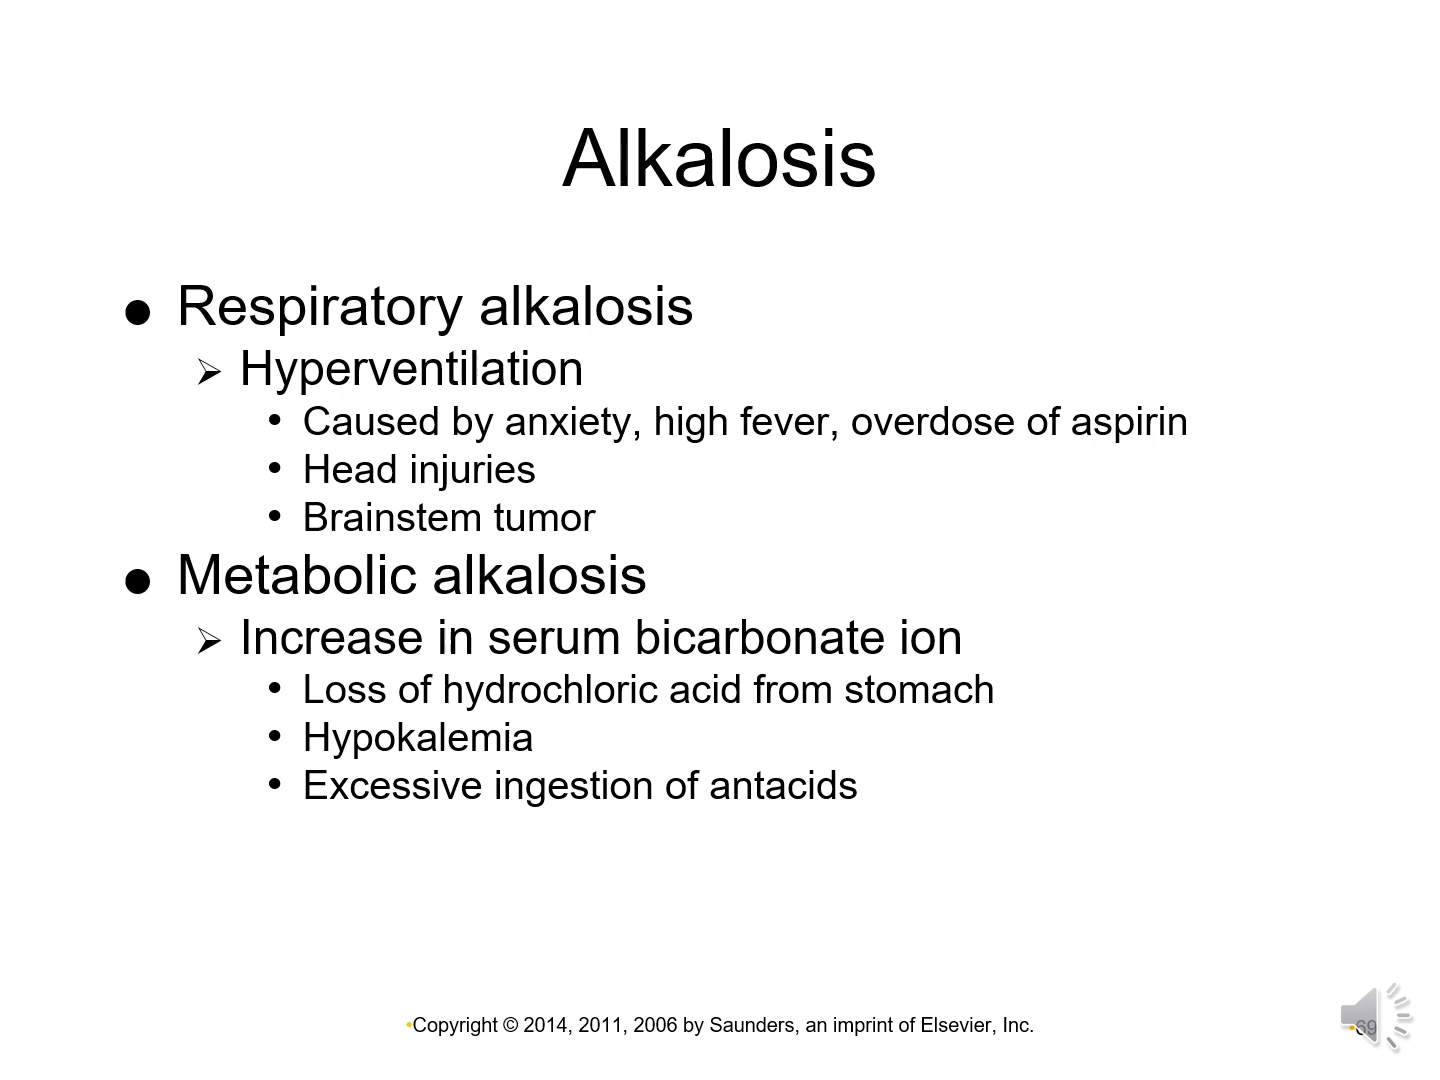 Alkalosis
● Respiratory alkalosis
➢ Hyperventilation
• Caused by anxiety, high fever, overdose of aspirin
• Head injuries
• Brainstem tumor
● Metabolic alkalosis
➢ Increase in serum bicarbonate ion
• Loss of hydrochloric acid from stomach
• Hypokalemia
• Excessive ingestion of antacids
•Copyright © 2014, 2011, 2006 by Saunders, an imprint of Elsevier, Inc.
•69